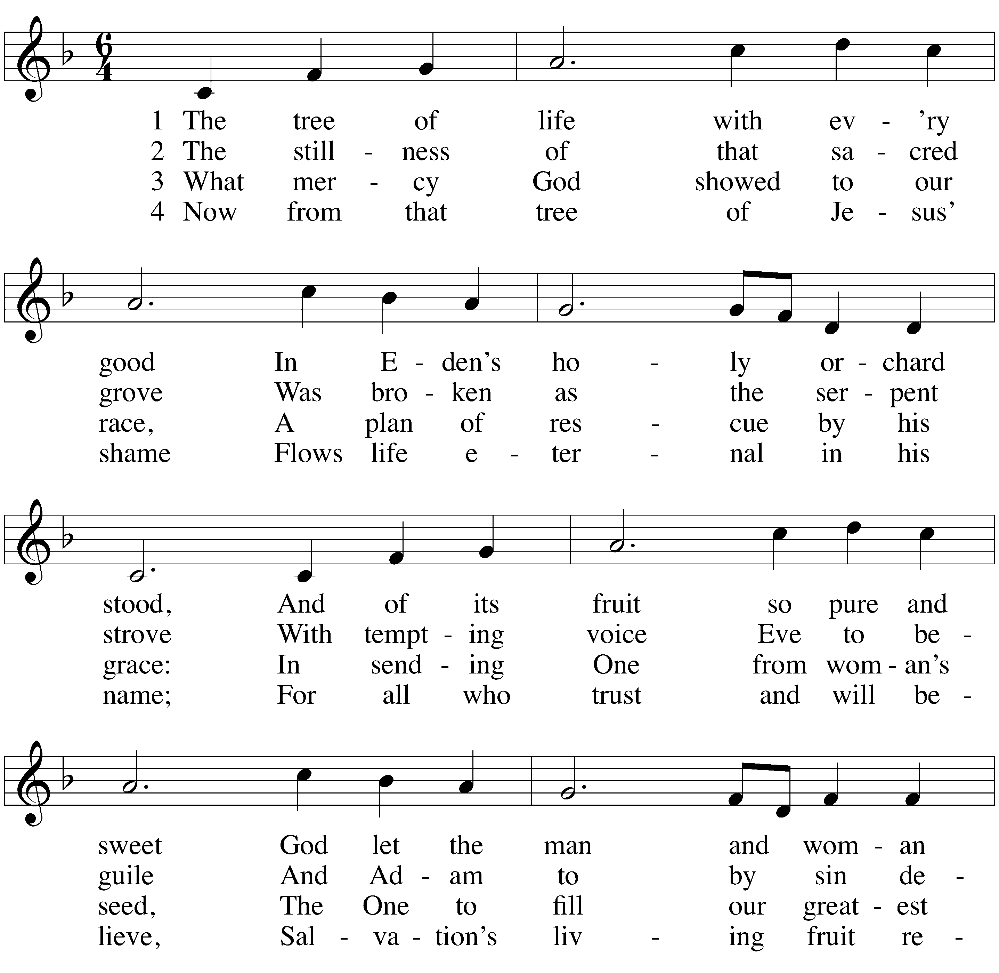 6
4
1 The tree of life with ev - ’ry
2 The still - ness of that sa - cred
3 What mer - cy God showed to our
4 Now from that tree of Je - sus’
good In E - den’s ho - ly or - chard
grove Was bro - ken as the ser - pent
race, A plan of res - cue by his
shame Flows life e - ter - nal in his
stood, And of its fruit so pure and
strove With tempt - ing voice Eve to be -
grace: In send - ing One from wom - an’s
name; For all who trust and will be -
sweet God let the man and wom - an
guile And Ad - am to by sin de -
seed, The One to fill our great - est
lieve, Sal - va - tion’s liv - ing fruit re -